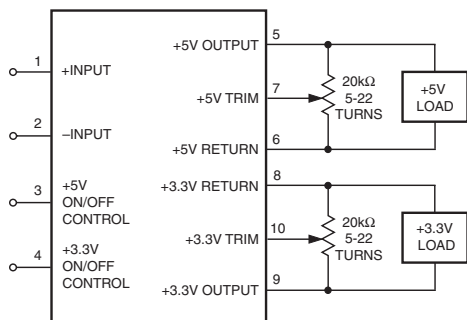 1
+INPUT
2
–INPUT
3
+5V
ON/OFF
CONTROL
4
+3.3V
ON/OFF
CONTROL
+5V OUTPUT
5
+5V TRIM
7
+5V RETURN
6
+3.3V RETURN
8
+3.3V TRIM
10
+3.3V OUTPUT
9
20kΩ
5-22
TURNS
+5V
LOAD
20kΩ
5-22
TURNS
+3.3V
LOAD